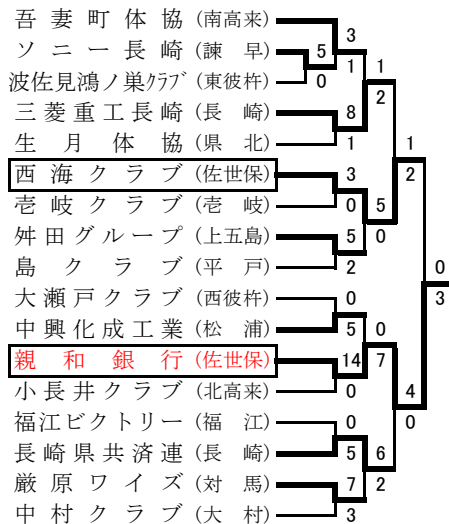 吾妻町体協(南高来)
3
ソニー長崎(諫早)
5
1
1
波佐見鴻ノ巣クラブ(東彼杵)
0
2
三菱重工長崎(長崎)
8
生月体協(県北)
1
1
西海クラブ(佐世保)
3
2
壱岐クラブ(壱岐)
0
5
舛田グループ(上五島)
5
0
島クラブ(平戸)
2
0
大瀬戸クラブ(西彼杵)
0
3
中興化成工業(松浦)
5
0
親和銀行(佐世保)
14
7
小長井クラブ(北高来)
0
4
福江ビクトリー(福江)
0
0
長崎県共済連(長崎)
5
6
厳原ワイズ(対馬)
7
2
中村クラブ(大村)
3